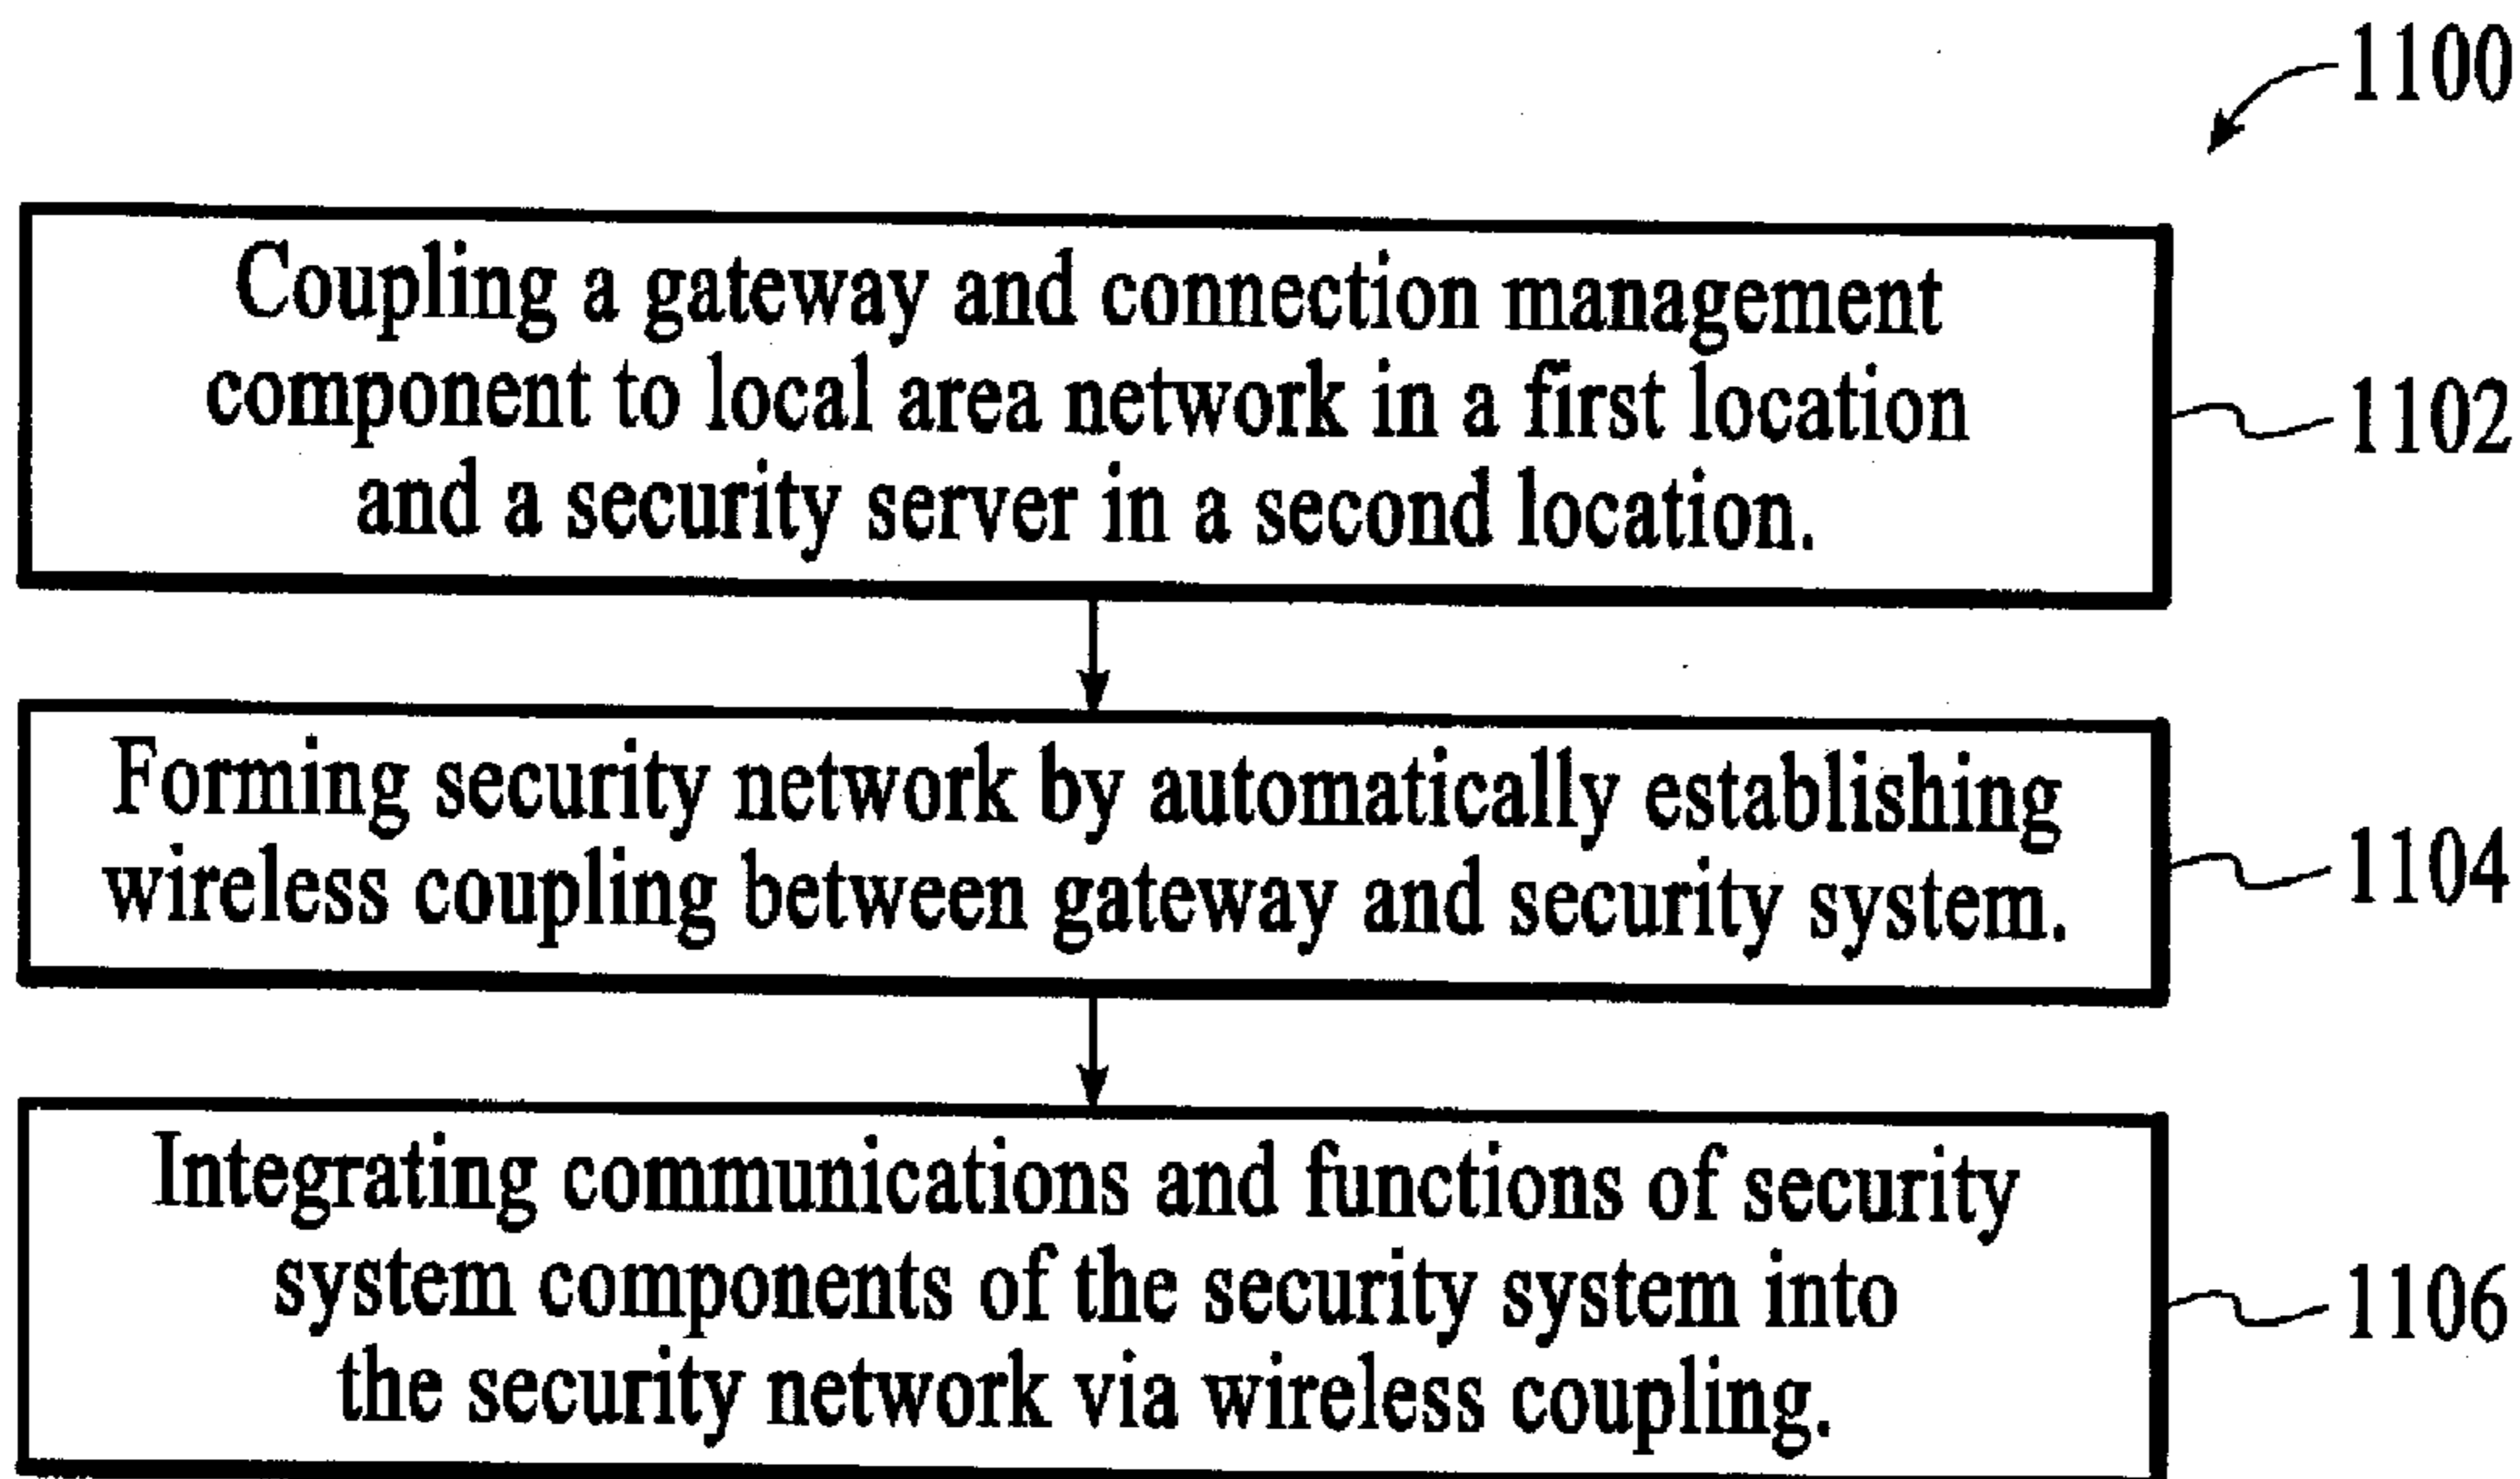 1100
Coupling a gateway and connection management
component to local area network in a first location
and a security server in a second location.
1102
Forming security network by automatically establishing
wireless coupling between gateway and security system.
1104
Integrating communications and functions of security
system components of the security system into
the security network via wireless coupling.
1106